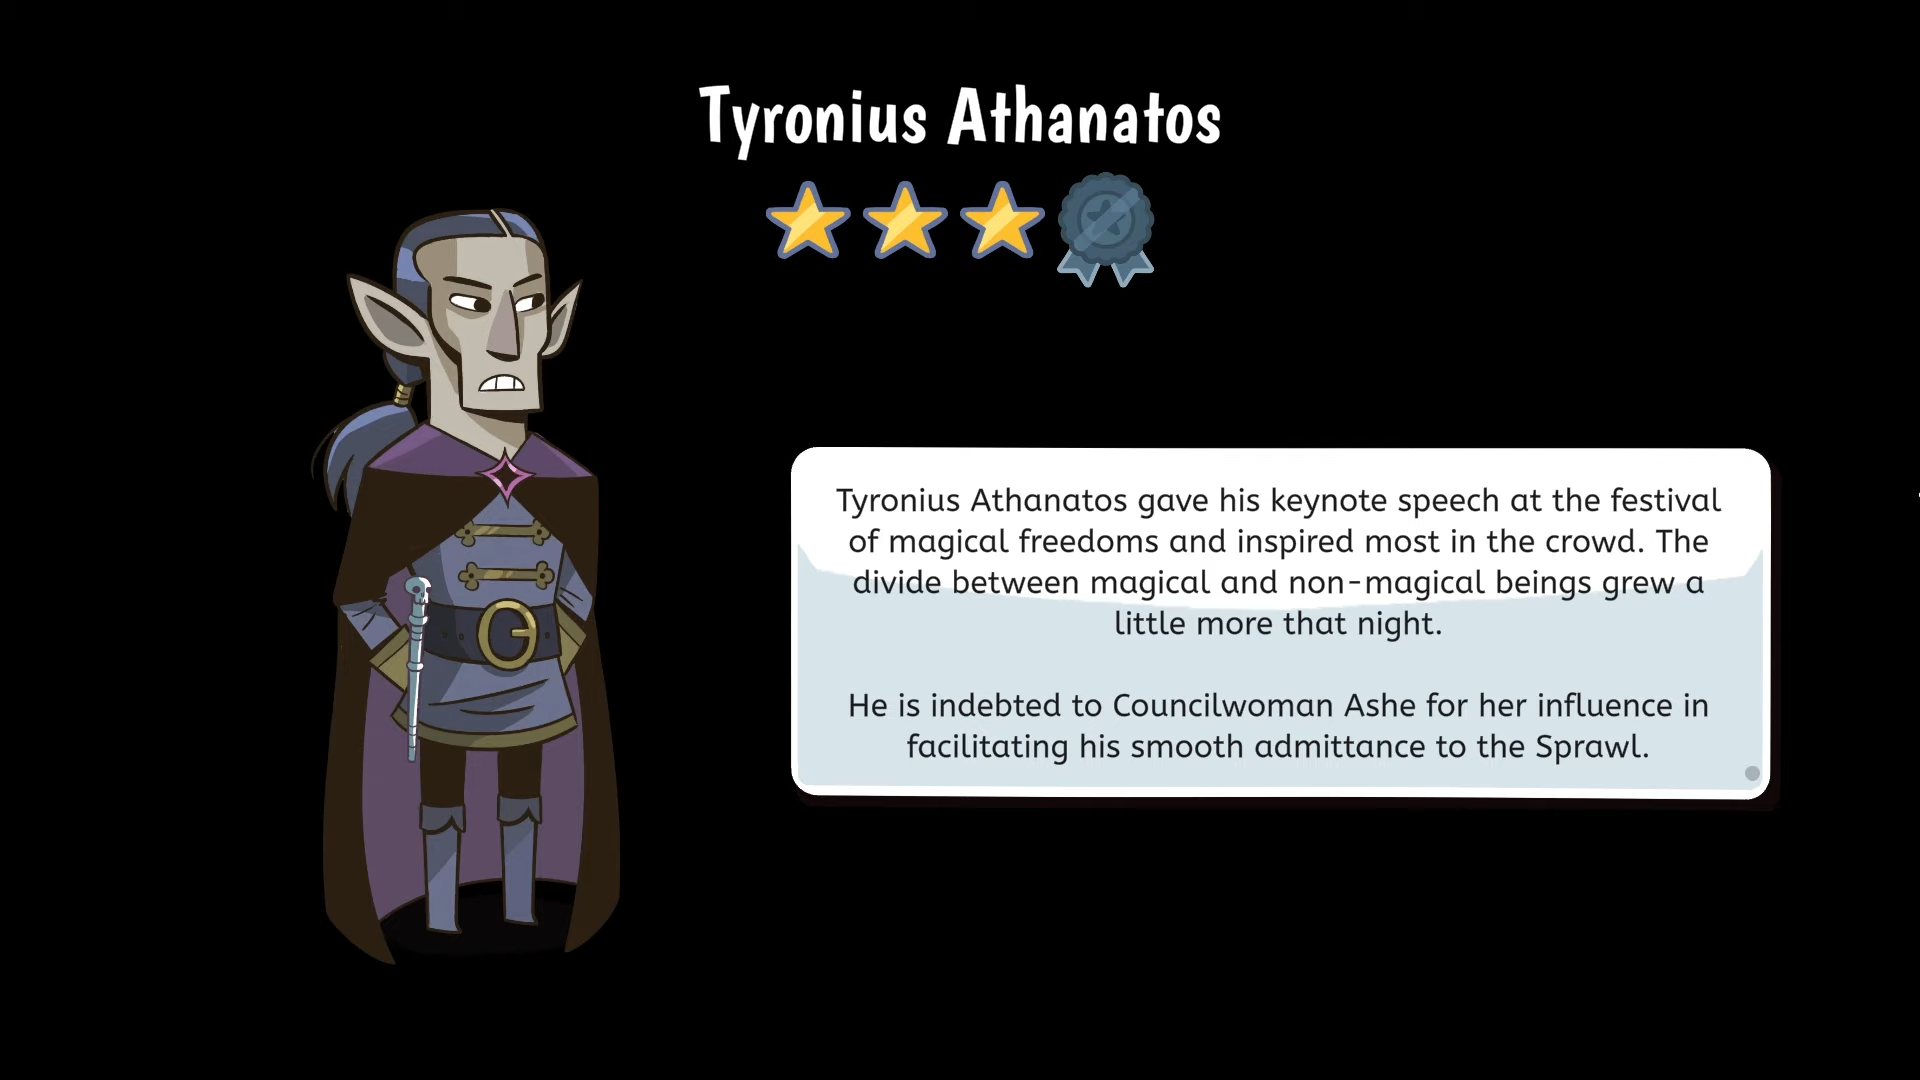 Tyronius Athanatos
Tyronius Athanatos gave his keynote speech at the festival
of magical freedoms and inspired most in the crowd. The
divide between magical and non-magical beings grew a
little more that night.
He is indebted to Councilwoman Ashe for her influence in
facilitating his smooth admittance to the Sprawl.